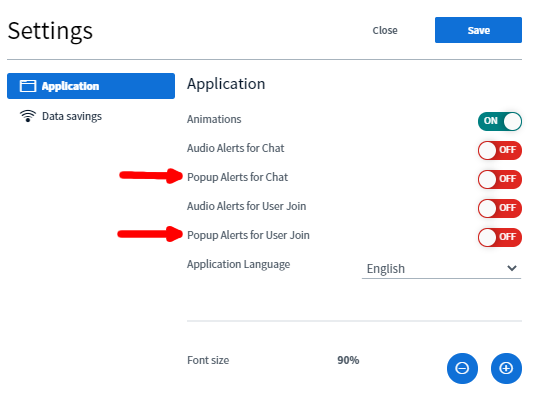 Settings
Close
Save
Application
Data savings
Application
Animations
ON
Audio Alerts for Chat
OFF
Popup Alerts for Chat
OFF
Audio Alerts for User Join
OFF
Popup Alerts for User Join
OFF
Application Language
English
Font size
90%